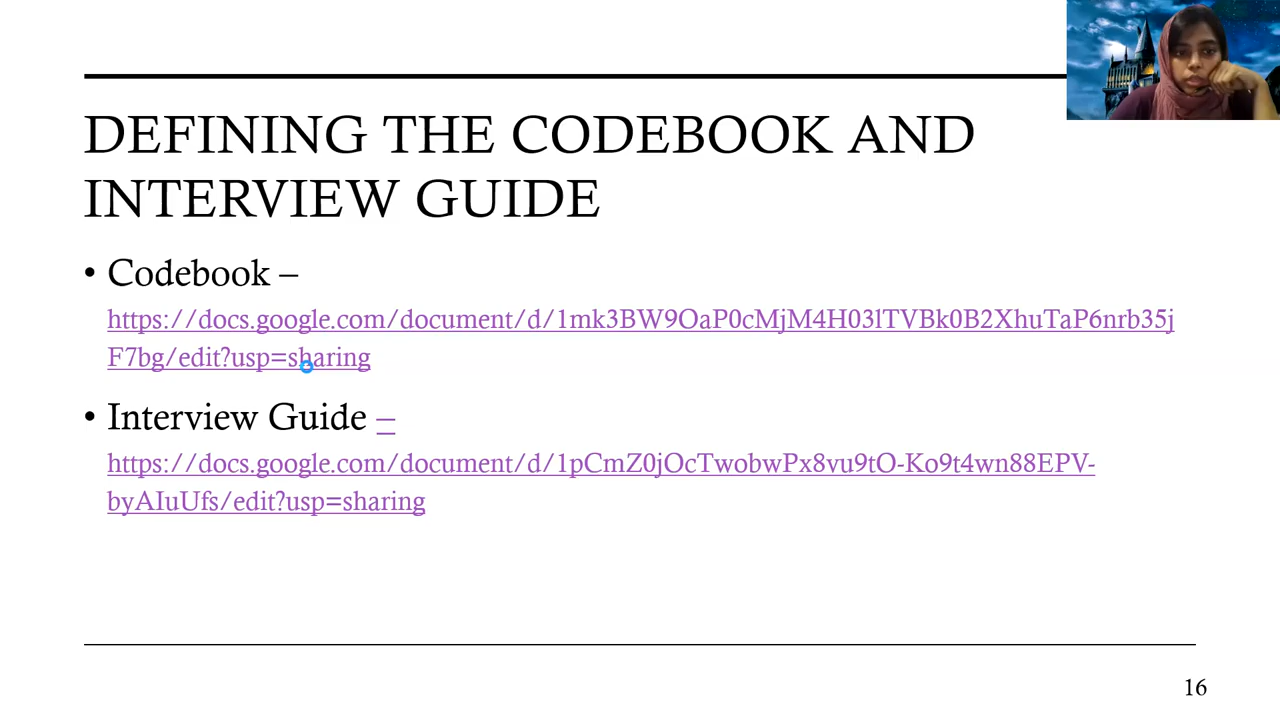 DEFINING THE CODEBOOK AND
INTERVIEW GUIDE
• Codebook –
https://docs.google.com/document/d/1mk3BW9OaP0cMjM4H03lTVBk0B2XhuTaP6nrb35j
F7bg/edit?usp=sharing
• Interview Guide –
https://docs.google.com/document/d/1pCmZ0jOcTwobwPx8vu9tO-Ko9t4wn88EPV-
byAIuUfs/edit?usp=sharing
16